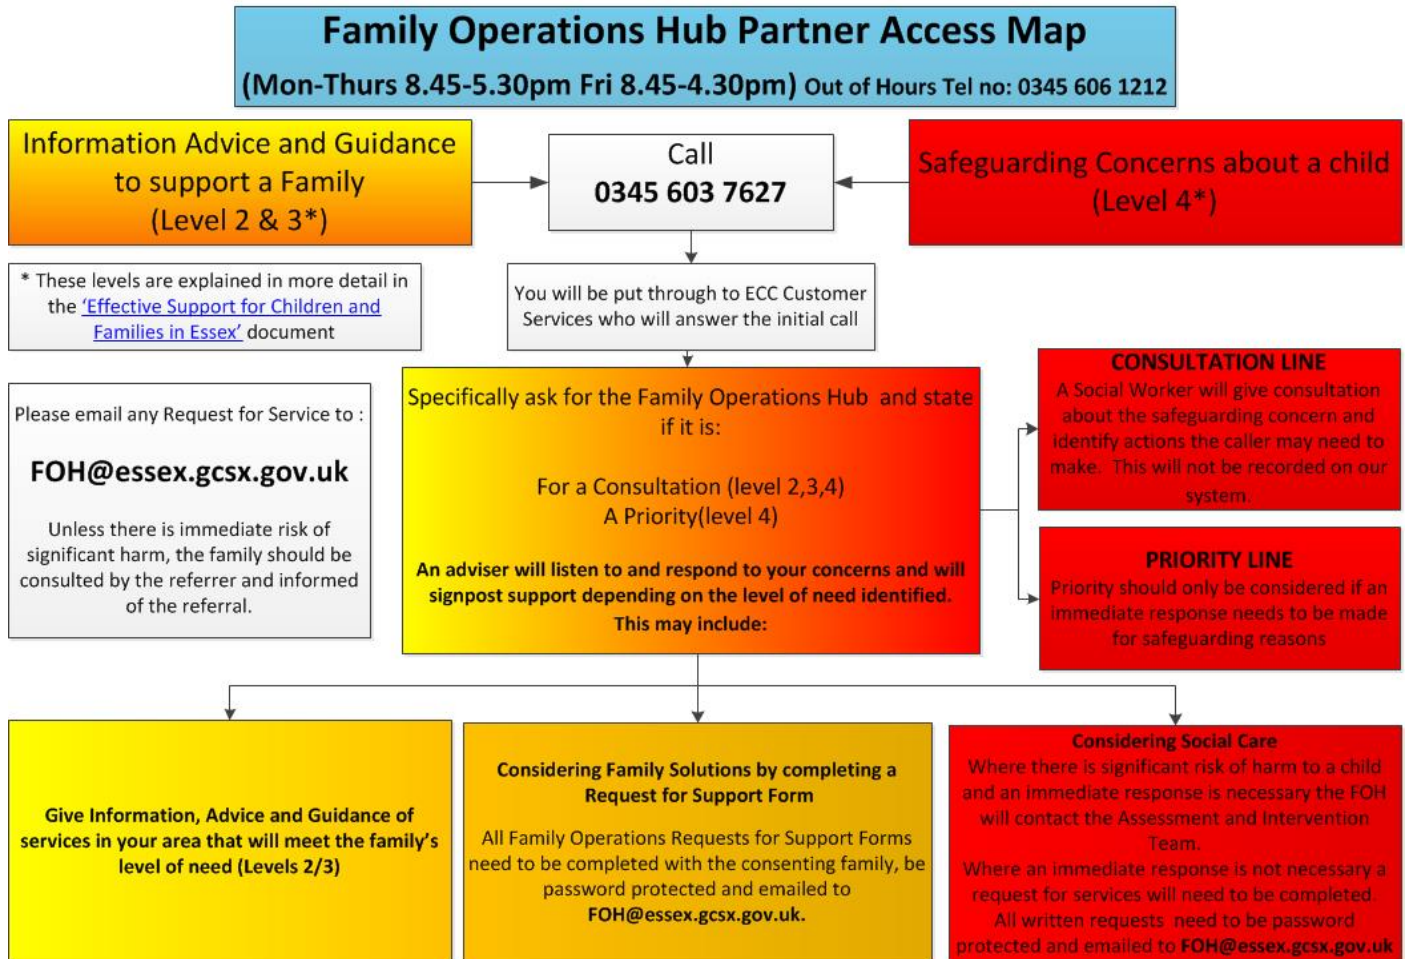 Family Operations Hub Partner Access Map
(Mon-Thurs 8.45-5.30pm Fri 8.45-4.30pm) Out of Hours Tel no: 0345 606 1212
Information Advice and Guidance
to support a Family
(Level 2 & 3*)
Call
0345 603 7627
Safeguarding Concerns about a child
(Level 4*)
* These levels are explained in more detail in
the 'Effective Support for Children and
Families in Essex' document
You will be put through to ECC Customer
Services who will answer the initial call
Please email any Request for Service to :
FOH@essex.gcsx.gov.uk
Unless there is immediate risk of
significant harm, the family should be
consulted by the referrer and informed
of the referral.
Specifically ask for the Family Operations Hub and state
if it is:
For a Consultation (level 2,3,4)
A Priority(level 4)
An adviser will listen to and respond to your concerns and will
signpost support depending on the level of need identified.
This may include:
CONSULTATION LINE
A Social Worker will give consultation
about the safeguarding concern and
identify actions the caller may need to
make. This will not be recorded on our
system.
PRIORITY LINE
Priority should only be considered if an
immediate response needs to be made
for safeguarding reasons
Give Information, Advice and Guidance of
services in your area that will meet the family's
level of need (Levels 2/3)
Considering Family Solutions by completing a
Request for Support Form
All Family Operations Requests for Support Forms
need to be completed with the consenting family, be
password protected and emailed to
FOH@essex.gcsx.gov.uk.
Considering Social Care
Where there is significant risk of harm to a child
and an immediate response is necessary the FOH
will contact the Assessment and Intervention
Team.
Where an immediate response is not necessary a
request for services will need to be completed.
All written requests need to be password
protected and emailed to FOH@essex.gcsx.gov.uk